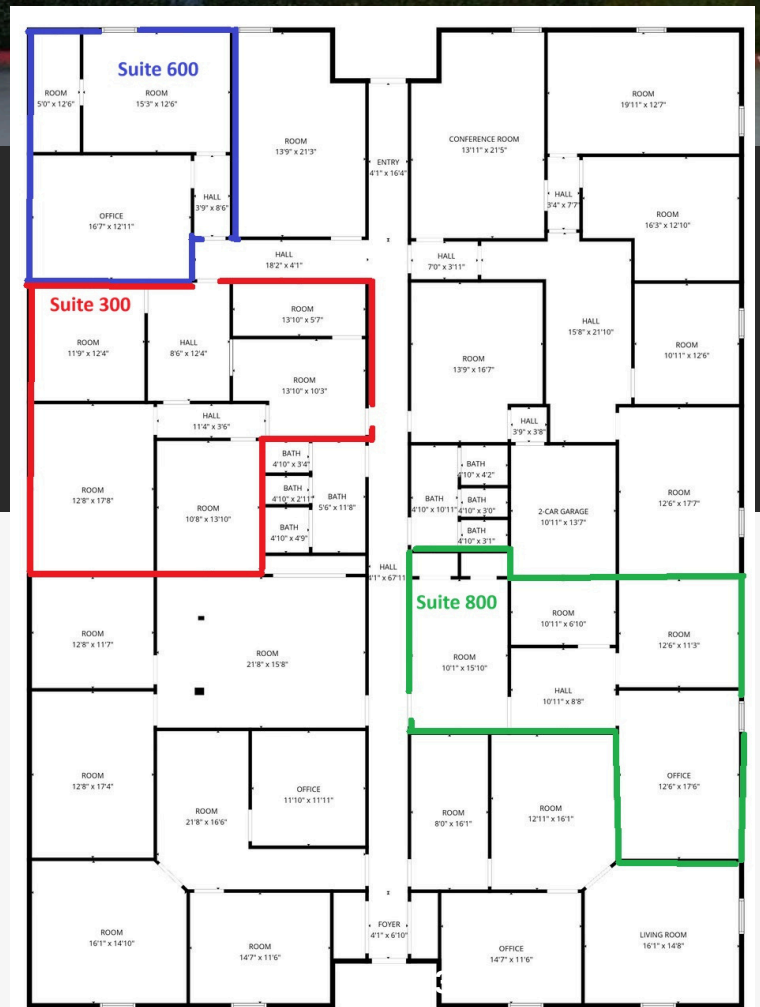 Suite 600
ROOM
5'0" x 12'6"
ROOM
15'3" x 12'6"
OFFICE
16'7" x 12'11"
HALL
3'9" x 8'6"
ROOM
13'9" x 21'3"
ENTRY
4'1" x 16'4"
CONFERENCE ROOM
13'11" x 21'5"
ROOM
19'11" x 12'7"
HALL
3'4" x 7'7"
ROOM
16'3" x 12'10"
HALL
18'2" x 4'1"
HALL
7'0" x 3'11"
Suite 300
ROOM
11'9" x 12'4"
HALL
8'6" x 12'4"
ROOM
13'10" x 5'7"
ROOM
13'10" x 10'3"
ROOM
13'9" x 16'7"
HALL
15'8" x 21'10"
ROOM
10'11" x 12'6"
HALL
11'4" x 3'6"
HALL
3'9" x 3'8"
ROOM
12'8" x 17'8"
ROOM
10'8" x 13'10"
BATH
4'10" x 3'4"
BATH
4'10" x 2'11"
BATH
4'10" x 4'9"
BATH
5'6" x 11'8"
BATH
4'10" x 10'11"
BATH
4'10" x 4'2"
BATH
4'10" x 3'0"
BATH
4'10" x 3'1"
2-CAR GARAGE
10'11" x 13'7"
ROOM
12'6" x 17'7"
HALL
4'1" x 67'11"
Suite 800
ROOM
12'8" x 11'7"
ROOM
21'8" x 15'8"
ROOM
10'1" x 15'10"
ROOM
10'11" x 6'10"
ROOM
12'6" x 11'3"
HALL
10'11" x 8'8"
ROOM
12'8" x 17'4"
ROOM
21'8" x 16'6"
OFFICE
11'10" x 11'11"
ROOM
8'0" x 16'1"
ROOM
12'11" x 16'1"
OFFICE
12'6" x 17'6"
ROOM
16'1" x 14'10"
ROOM
14'7" x 11'6"
FOYER
4'1" x 6'10"
OFFICE
14'7" x 11'6"
LIVING ROOM
16'1" x 14'8"